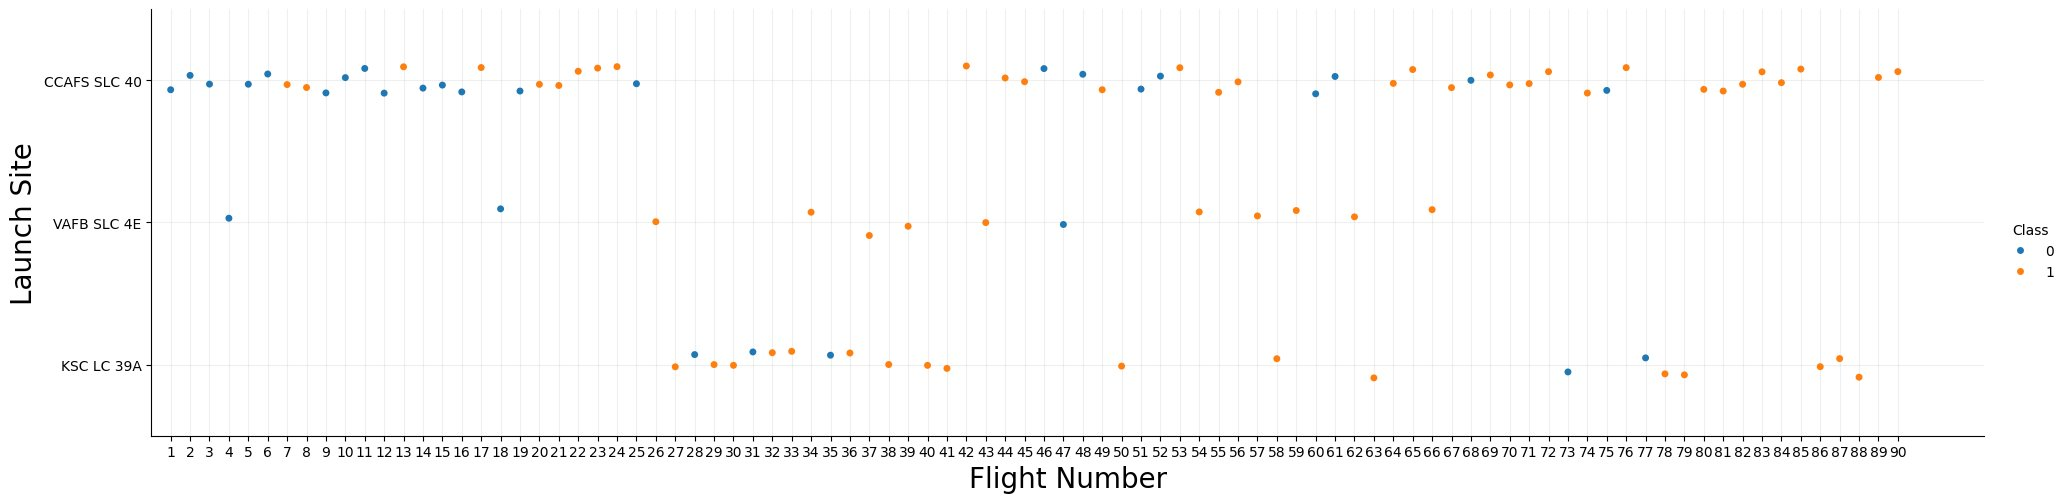 CCAFS SLC 40
VAFB SLC 4E
KSC LC 39A
Launch Site
Class
0
1
1 2 3 4 5 6 7 8 9 10 11 12 13 14 15 16 17 18 19 20 21 22 23 24 25 26 27 28 29 30 31 32 33 34 35 36 37 38 39 40 41 42 43 44 45 46 47 48 49 50 51 52 53 54 55 56 57 58 59 60 61 62 63 64 65 66 67 68 69 70 71 72 73 74 75 76 77 78 79 80 81 82 83 84 85 86 87 88 89 90
Flight Number